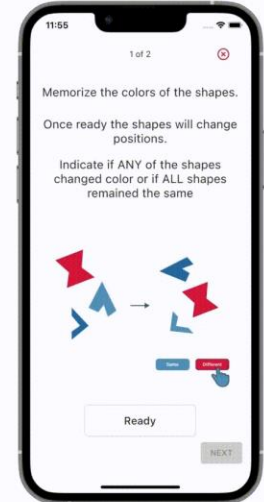 11:55
1 of 2
Memorize the colors of the shapes.
Once ready the shapes will change
positions.
Indicate if ANY of the shapes
changed color or if ALL shapes
remained the same
Same Different
Ready
NEXT